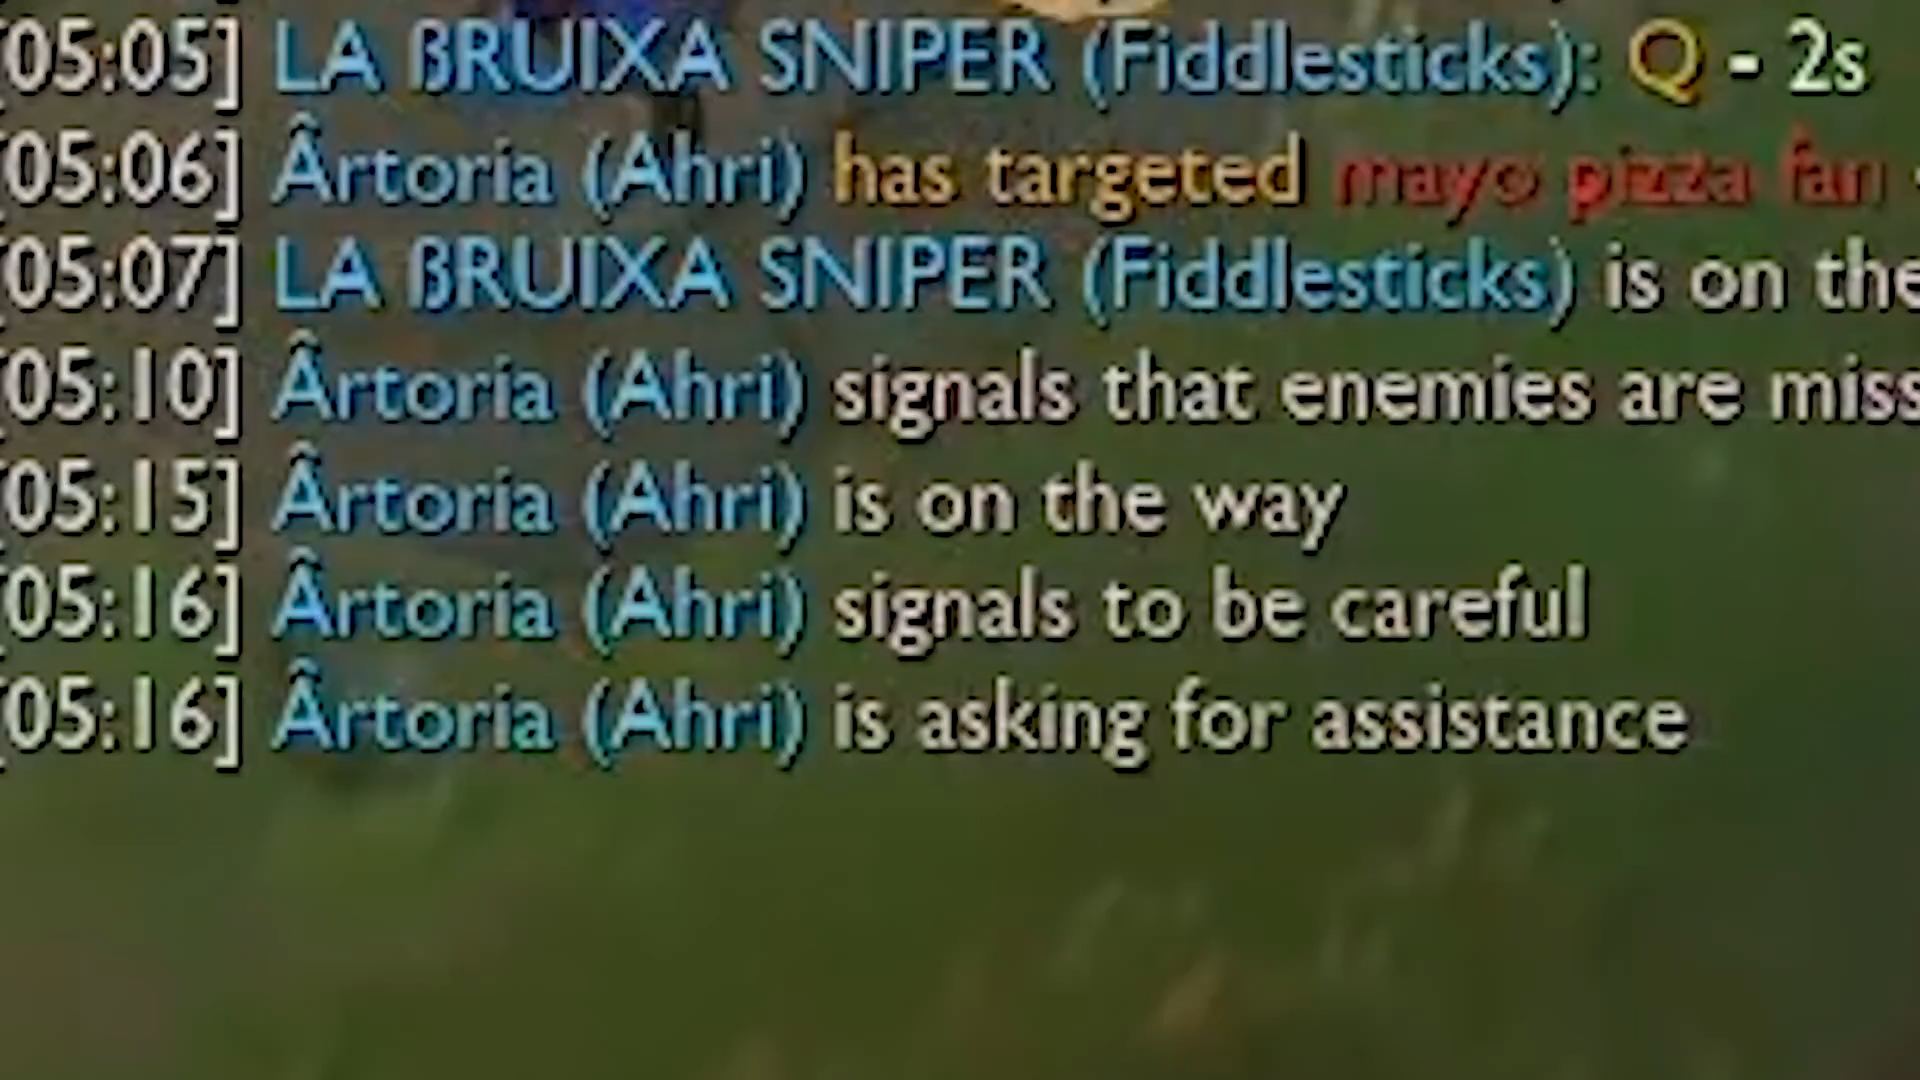 [05:05] LA ßRUIXA SNIPER (Fiddlesticks): Q - 2s
[05:06] Ârtoria (Ahri) has targeted mayo pizza fan
[05:07] LA ßRUIXA SNIPER (Fiddlesticks) is on the
[05:10] Ârtoria (Ahri) signals that enemies are miss
[05:15] Ârtoria (Ahri) is on the way
[05:16] Ârtoria (Ahri) signals to be careful
[05:16] Ârtoria (Ahri) is asking for assistance